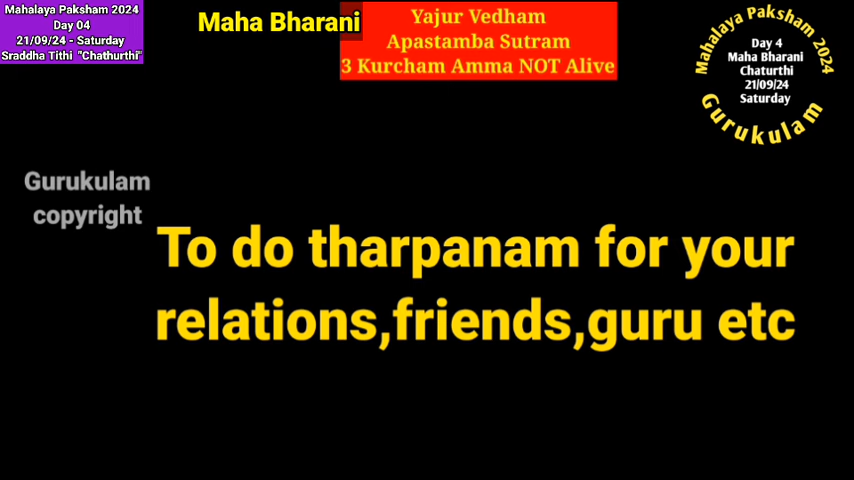 Mahalaya Paksham 2024
Day 04
21/09/24 - Saturday
Sraddha Tithi "Chathurthi"
Maha Bharani
Yajur Vedham
Apastamba Sutram
3 Kurcham Amma NOT Alive
Mahalaya Paksham 2024
Day 4
Maha Bharani
Chaturthi
21/09/24
Saturday
Gurukulam
Gurukulam
copyright
To do tharpanam for your
relations,friends,guru etc